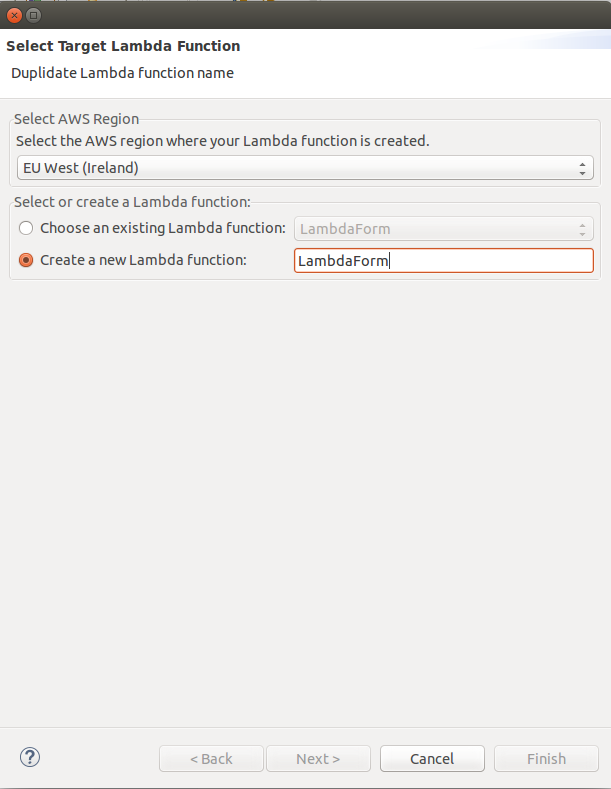 Select Target Lambda Function
Duplidate Lambda function name
Select AWS Region
Select the AWS region where your Lambda function is created.
EU West (Ireland)
Select or create a Lambda function:
Choose an existing Lambda function: LambdaForm
Create a new Lambda function: LambdaForm
? < Back Next > Cancel Finish